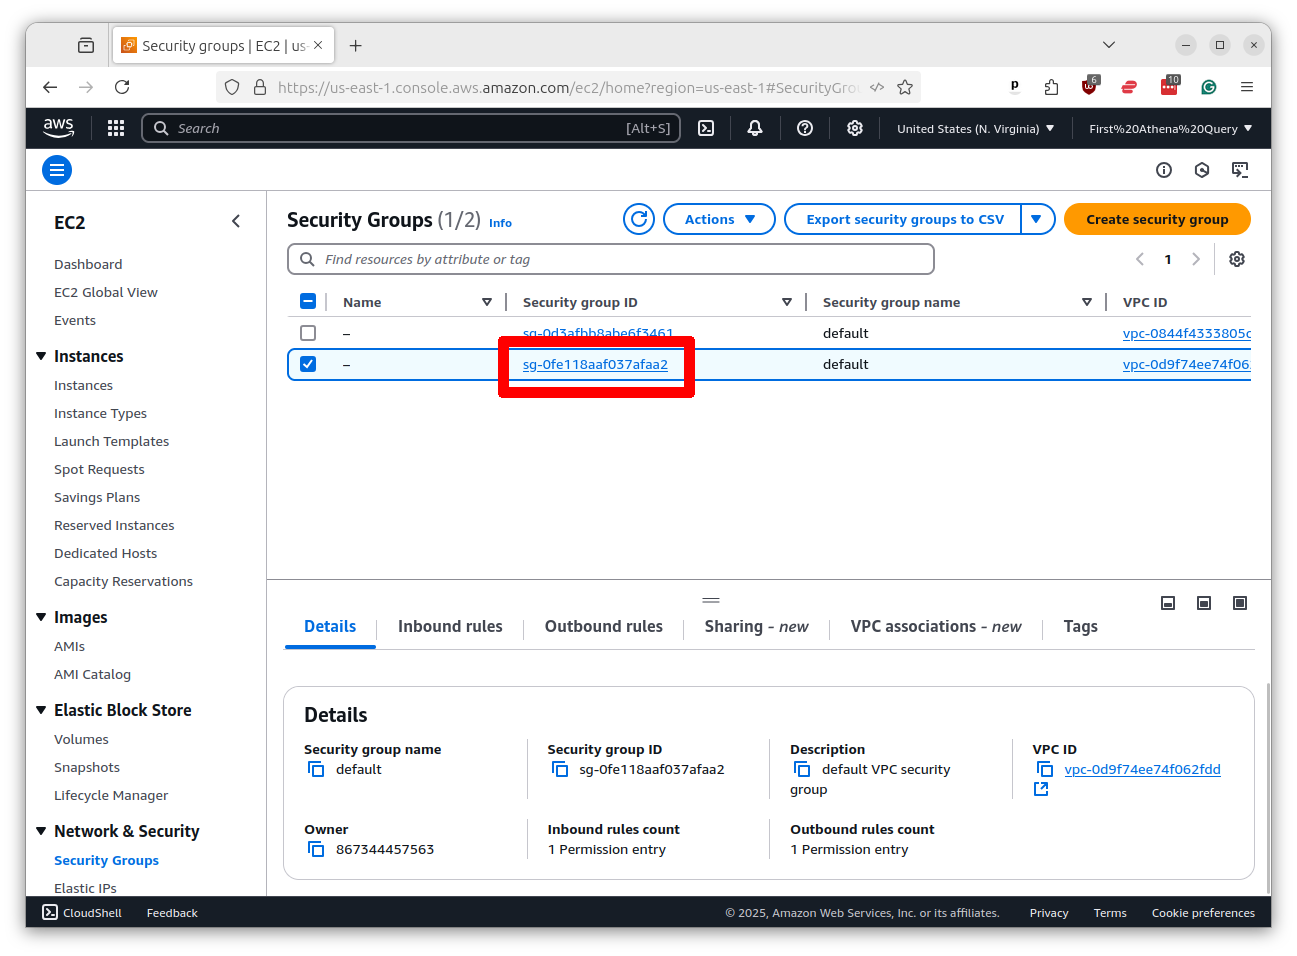 Security groups | EC2 | us-
https://us-east-1.console.aws.amazon.com/ec2/home?region=us-east-1#SecurityGrou
p
6
10
aws
Search [Alt+S]
United States (N. Virginia)
First%20Athena%20Query
EC2
Dashboard
EC2 Global View
Events
Instances
Instances
Instance Types
Launch Templates
Spot Requests
Savings Plans
Reserved Instances
Dedicated Hosts
Capacity Reservations
Images
AMIs
AMI Catalog
Elastic Block Store
Volumes
Snapshots
Lifecycle Manager
Network & Security
Security Groups
Elastic IPs
Security Groups (1/2) Info
Actions
Export security groups to CSV
Create security group
Find resources by attribute or tag
1
Name Security group ID Security group name VPC ID
– sg-0d3afbb8abe6f3461 default vpc-0844f4333805c
– sg-0fe118aaf037afaa2 default vpc-0d9f74ee74f06
Details Inbound rules Outbound rules Sharing - new VPC associations - new Tags
Details
Security group name
default
Security group ID
sg-0fe118aaf037afaa2
Description
default VPC security
group
VPC ID
vpc-0d9f74ee74f062fdd
Owner
867344457563
Inbound rules count
1 Permission entry
Outbound rules count
1 Permission entry
CloudShell Feedback © 2025, Amazon Web Services, Inc. or its affiliates. Privacy Terms Cookie preferences